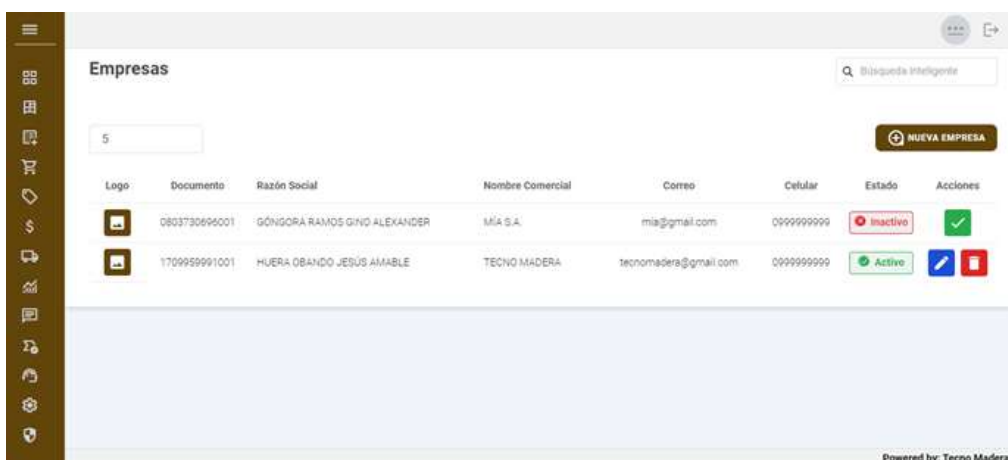 Empresas
Búsqueda Inteligente
5
NUEVA EMPRESA
Logo Documento Razón Social Nombre Comercial Correo Celular Estado Acciones
0803730696001 GÓNGORA RAMOS GINO ALEXANDER MÍA S.A. mia@gmail.com 0999999999 Inactivo
1709959991001 HUERA OBANDO JESÚS AMABLE TECNO MADERA tecnomadera@gmail.com 0999999999 Activo
Powered by: Tecno Madera